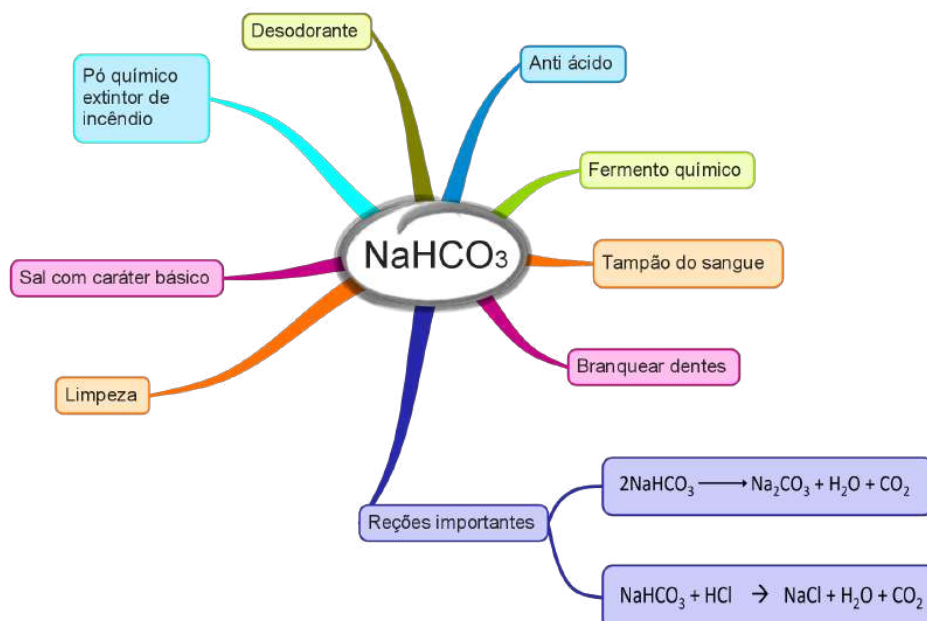 Desodorante
Anti ácido
Pó químico
extintor de
incêndio
Fermento químico
NaHCO₃
Sal com caráter básico
Tampão do sangue
Limpeza
Branquear dentes
Reções importantes
2NaHCO₃ ⟶ Na₂CO₃ + H₂O + CO₂
NaHCO₃ + HCl → NaCl + H₂O + CO₂